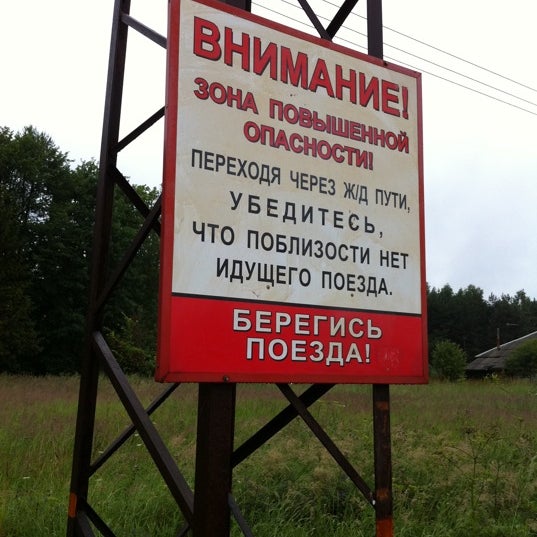 ВНИМАНИЕ!
ЗОНА ПОВЫШЕННОЙ
ОПАСНОСТИ!
ПЕРЕХОДЯ ЧЕРЕЗ Ж/Д ПУТИ,
УБЕДИТЕСЬ,
ЧТО ПОБЛИЗОСТИ НЕТ
ИДУЩЕГО ПОЕЗДА.
БЕРЕГИСЬ
ПОЕЗДА!